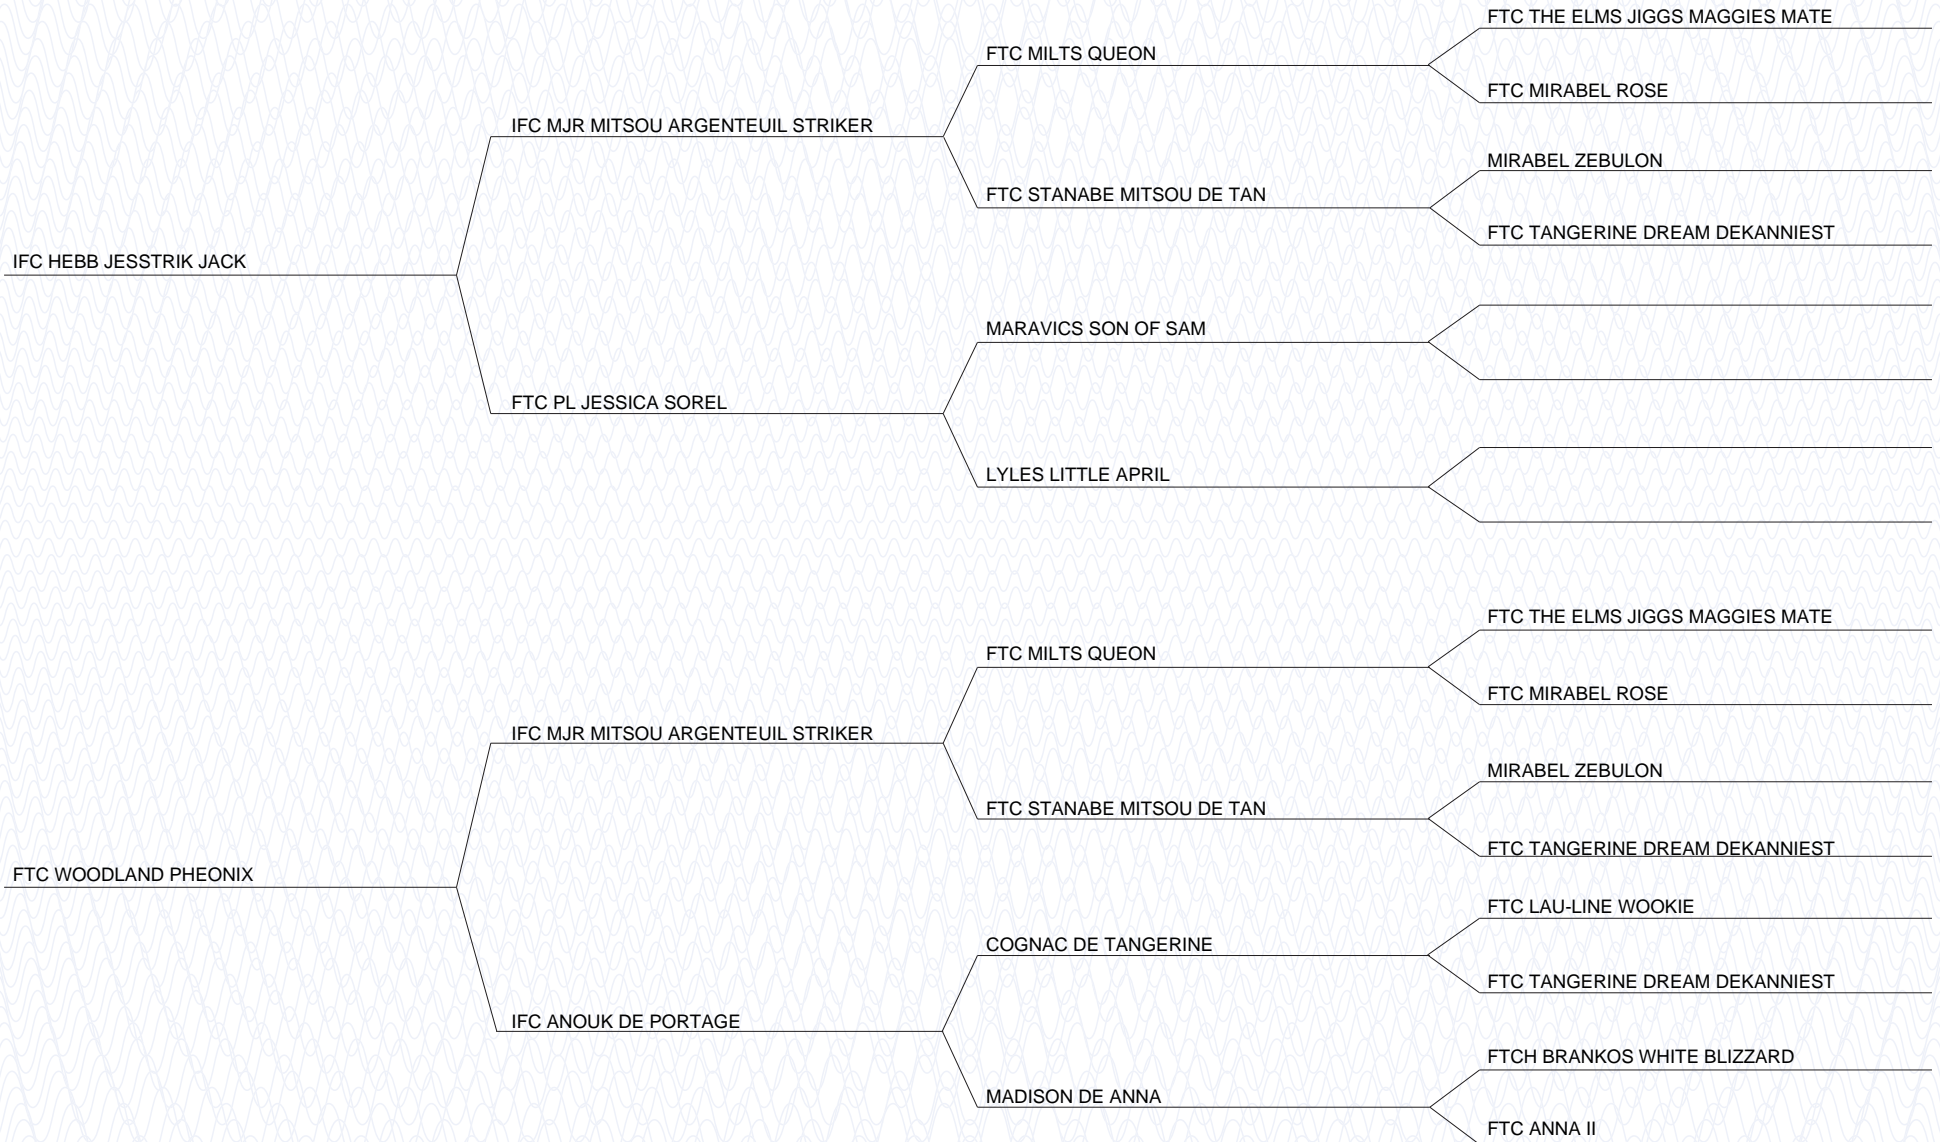 FTC THE ELMS JIGGS MAGGIES MATE
FTC MILTS QUEON
FTC MIRABEL ROSE
IFC MJR MITSOU ARGENTEUIL STRIKER
MIRABEL ZEBULON
FTC STANABE MITSOU DE TAN
FTC TANGERINE DREAM DEKANNIEST
IFC HEBB JESSTRIK JACK
MARAVICS SON OF SAM
FTC PL JESSICA SOREL
LYLES LITTLE APRIL
FTC THE ELMS JIGGS MAGGIES MATE
FTC MILTS QUEON
FTC MIRABEL ROSE
IFC MJR MITSOU ARGENTEUIL STRIKER
MIRABEL ZEBULON
FTC STANABE MITSOU DE TAN
FTC TANGERINE DREAM DEKANNIEST
FTC WOODLAND PHEONIX
FTC LAU-LINE WOOKIE
COGNAC DE TANGERINE
FTC TANGERINE DREAM DEKANNIEST
IFC ANOUK DE PORTAGE
FTCH BRANKOS WHITE BLIZZARD
MADISON DE ANNA
FTC ANNA II